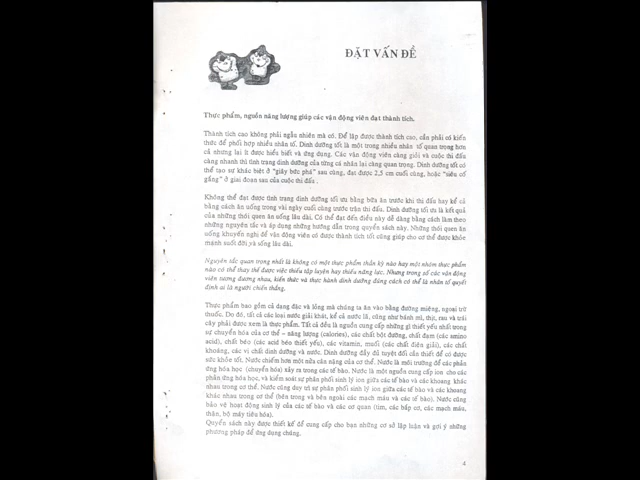 ĐẶT VẤN ĐỀ
Thực phẩm, nguồn năng lượng giúp các vận động viên đạt thành tích.
Thành tích cao không phải ngẫu nhiên mà có. Để lập được thành tích cao, cần phải có kiến
thức để phối hợp nhiều nhân tố. Dinh dưỡng tốt là một trong nhiều nhân tố quan trọng hơn
cả nhưng lại ít được hiểu biết và ứng dụng. Các vận động viên càng giỏi và cuộc thi đấu
càng nhanh thì tình trạng dinh dưỡng của từng cá nhân lại càng quan trọng. Dinh dưỡng tốt có
thể tạo sự khác biệt ở "giây bức phá" sau cùng, đạt được 2,5 cm cuối cùng, hoặc "siêu cố
gắng" ở giai đoạn sau của cuộc thi đấu.
Không thể đạt được tình trạng dinh dưỡng tối ưu bằng bữa ăn trước khi thi đấu hay kể cả
bằng cách ăn uống trong vài ngày cuối cùng trước trận thi đấu. Dinh dưỡng tối ưu là kết quả
của những thói quen ăn uống lâu dài. Có thể đạt đến điều này dễ dàng bằng cách làm theo
những nguyên tắc và áp dụng những hướng dẫn trong quyển sách này. Những thói quen ăn
uống khuyến nghị để vận động viên có được thành tích tốt cũng giúp cho cơ thể được khỏe
mánh suốt đời và sống lâu dài.
Nguyên tắc quan trọng nhất là không có một thực phẩm thần kỳ nào hay một nhóm thực phẩm
nào có thể thay thế được việc thiếu tập luyện hay thiếu năng lực. Nhưng trong số các vận động
viên tương đương nhau, kiến thức và thực hành dinh dưỡng đúng cách có thể là nhân tố quyết
định ai là người chiến thắng.
Thực phẩm bao gồm cả dạng đặc và lỏng mà chúng ta ăn vào bằng đường miệng, ngoại trừ
thuốc. Do đó, tất cả các loại nước giải khát, kể cả nước lã, cũng như bánh mì, thịt, rau và trái
cây phải được xem là thực phẩm. Tất cả đều là nguồn cung cấp những gì thiết yếu nhất trong
sự chuyển hóa của cơ thể – năng lượng (calories), các chất bột đường, chất đạm (các amino
acid), chất béo (các acid béo thiết yếu), các vitamin, muối (các chất điện giải), các chất
khoáng, các vi chất dinh dưỡng và nước. Dinh dưỡng đầy đủ tuyệt đối cần thiết để có được
sức khỏe tốt. Nước chiếm hơn một nửa cân nặng của cơ thể. Nước là môi trường để các phản
ứng hóa học (chuyển hóa) xảy ra trong các tế bào. Nước là một nguồn cung cấp ion cho các
phản ứng hóa học, và kiểm soát sự phân phối sinh lý ion giữa các tế bào và các khoang khác
nhau trong cơ thể. Nước cũng duy trì sự phân phối sinh lý ion giữa các tế bào và các khoang
khác nhau trong cơ thể (bên trong và bên ngoài các mạch máu và các tế bào). Nước cũng
bảo vệ hoạt động sinh lý của các tế bào và các cơ quan (tim, các bắp cơ, các mạch máu,
thận, bộ máy tiêu hóa).
Quyển sách này được thiết kế để cung cấp cho bạn những cơ sở lập luận và gợi ý những
phương pháp để ứng dụng chúng.
4